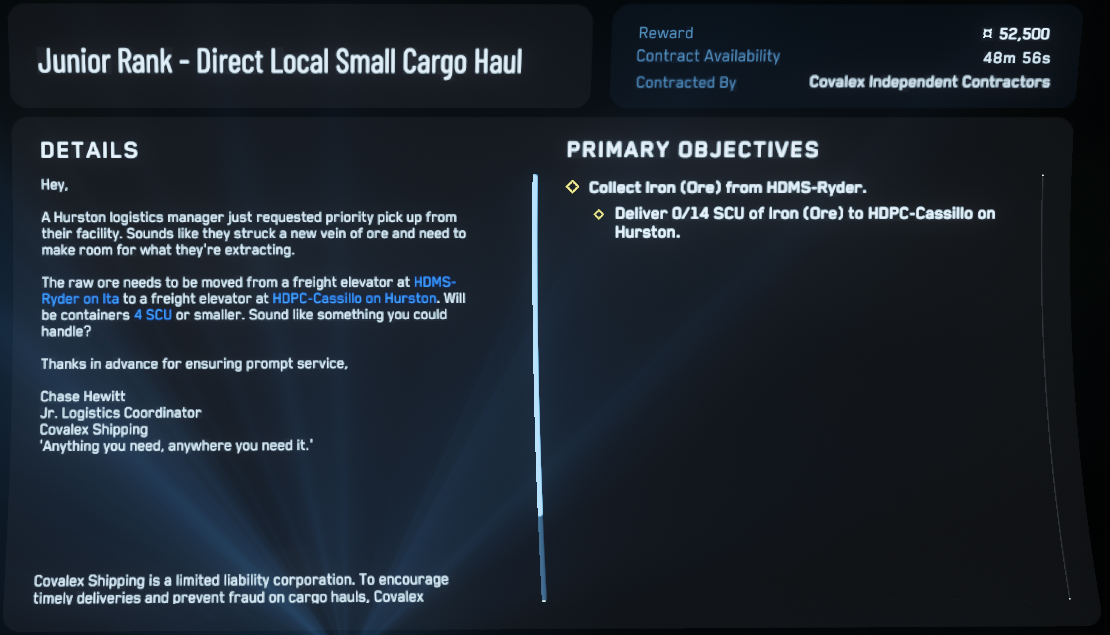 Junior Rank - Direct Local Small Cargo Haul
Reward ¤ 52,500
Contract Availability 48m 56s
Contracted By Covalex Independent Contractors
DETAILS
Hey,
A Hurston logistics manager just requested priority pick up from
their facility. Sounds like they struck a new vein of ore and need to
make room for what they're extracting.
The raw ore needs to be moved from a freight elevator at HDMS-
Ryder on Ita to a freight elevator at HDPC-Cassillo on Hurston. Will
be containers 4 SCU or smaller. Sound like something you could
handle?
Thanks in advance for ensuring prompt service,
Chase Hewitt
Jr. Logistics Coordinator
Covalex Shipping
'Anything you need, anywhere you need it.'
Covalex Shipping is a limited liability corporation. To encourage
timely deliveries and prevent fraud on cargo hauls, Covalex
PRIMARY OBJECTIVES
Collect Iron (Ore) from HDMS-Ryder.
Deliver 0/14 SCU of Iron (Ore) to HDPC-Cassillo on
Hurston.